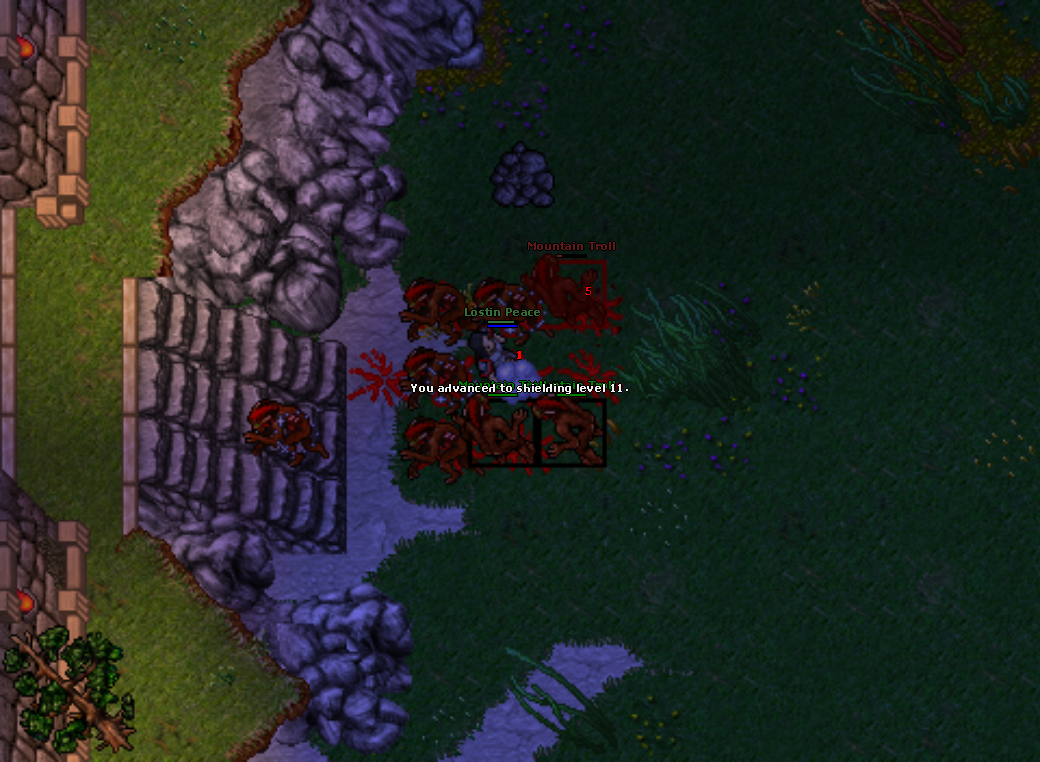 Mountain Troll
5
Lostin Peace
1
You advanced to shielding level 11.